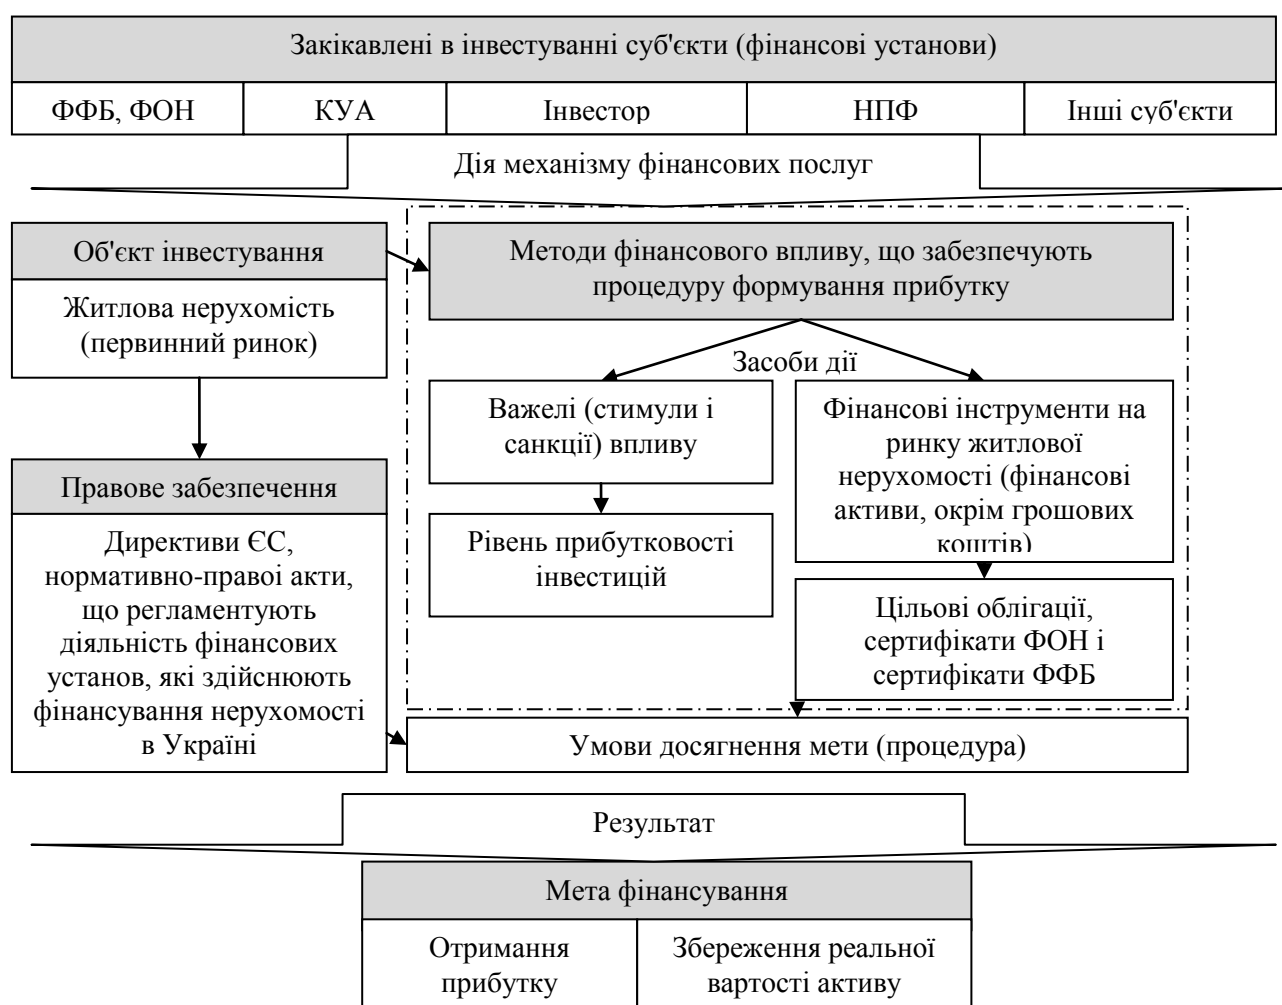 Закікавлені в інвестуванні суб'єкти (фінансові установи)
ФФБ, ФОН
КУА
Інвестор
НПФ
Інші суб'єкти
Дія механізму фінансових послуг
Об'єкт інвестування
Житлова нерухомість
(первинний ринок)
Методи фінансового впливу, що забезпечують
процедуру формування прибутку
Засоби дії
Важелі (стимули і
санкції) впливу
Фінансові інструменти на
ринку житлової
нерухомості (фінансові
активи, окрім грошових
коштів)
Правове забезпечення
Директиви ЄС,
нормативно-правоі акти,
що регламентують
діяльність фінансових
установ, які здійснюють
фінансування нерухомості
в Україні
Рівень прибутковості
інвестицій
Цільові облігації,
сертифікати ФОН і
сертифікати ФФБ
Умови досягнення мети (процедура)
Результат
Мета фінансування
Отримання
прибутку
Збереження реальної
вартості активу